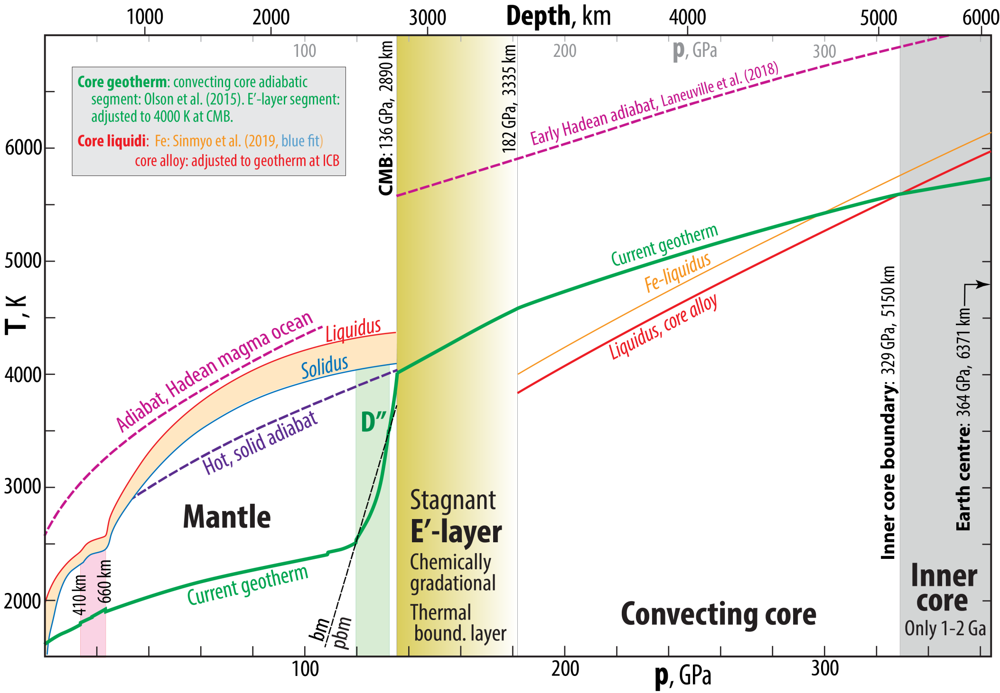 1000 2000 3000 Depth, km 4000 5000 6000
100 200 p, GPa 300
Core geotherm: convecting core adiabatic
segment: Olson et al. (2015). E′-layer segment:
adjusted to 4000 K at CMB.
Core liquidi: Fe: Sinmyo et al. (2019, blue fit)
core alloy: adjusted to geotherm at ICB
CMB: 136 GPa, 2890 km
182 GPa, 3335 km
Early Hadean adiabat, Laneuville et al. (2018)
6000
5000
T, K
4000
3000
2000
Current geotherm
Fe-liquidus
Liquidus, core alloy
Inner core boundary: 329 GPa, 5150 km
Earth centre: 364 GPa, 6371 km
Adiabat, Hadean magma ocean
Liquidus
Solidus
Hot, solid adiabat
D″
Mantle
410 km
660 km
Current geotherm
bm
pbm
Stagnant
E′-layer
Chemically
gradational
Thermal
bound. layer
Convecting core
Inner
core
Only 1-2 Ga
100 200 p, GPa 300